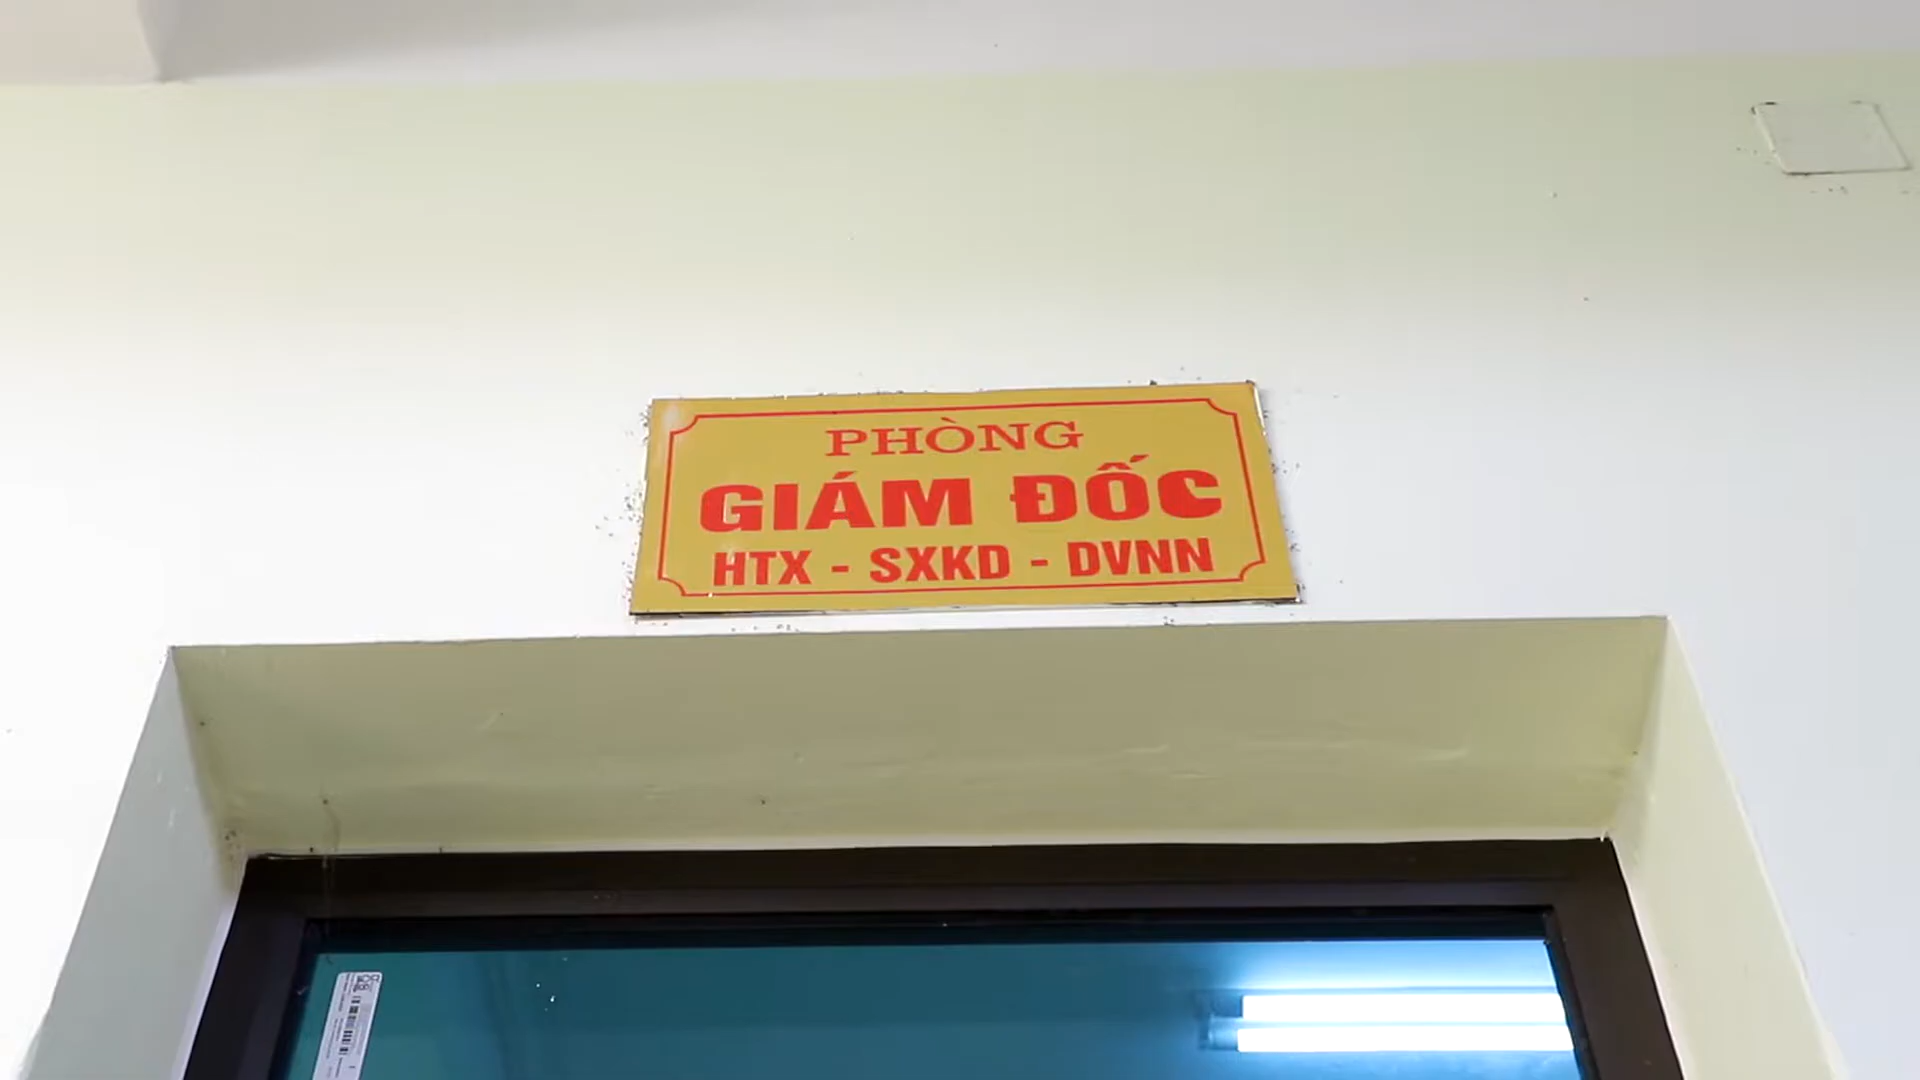 PHÒNG
GIÁM ĐỐC
HTX - SXKD - DVNN